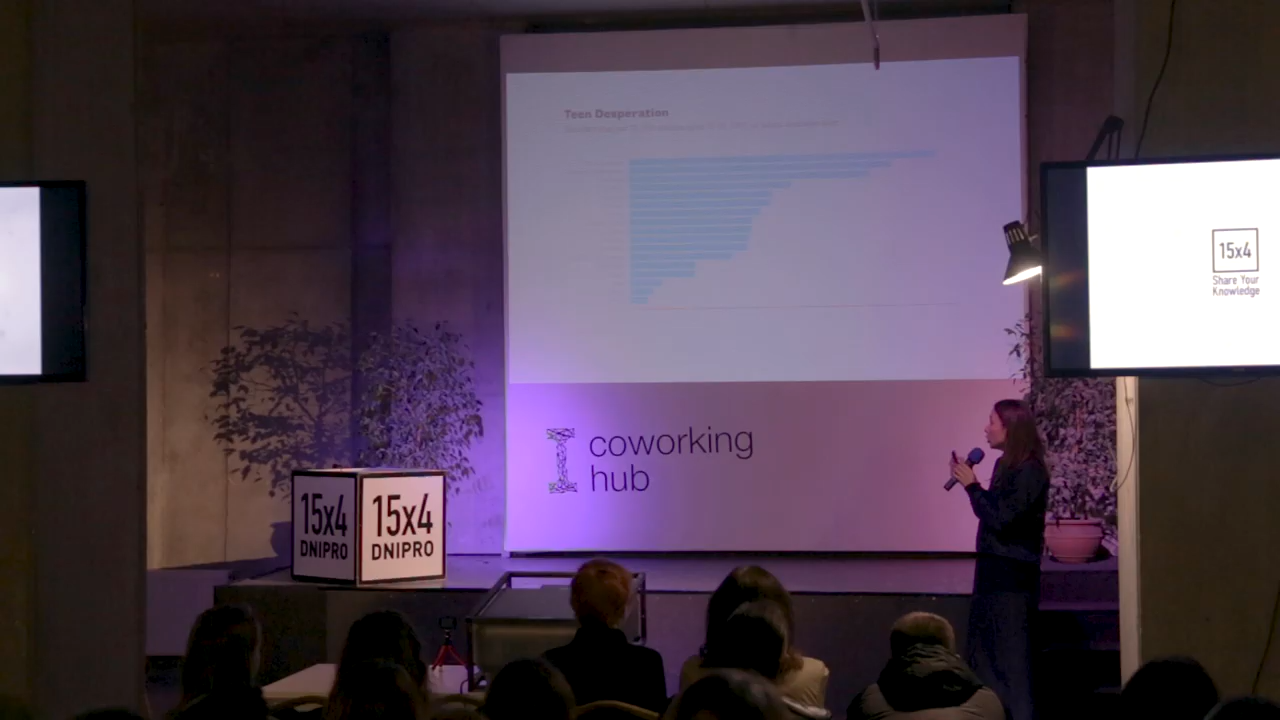 Teen Desperation
15x4
Share Your
Knowledge
coworking
hub
15x4
DNIPRO
15x4
DNIPRO